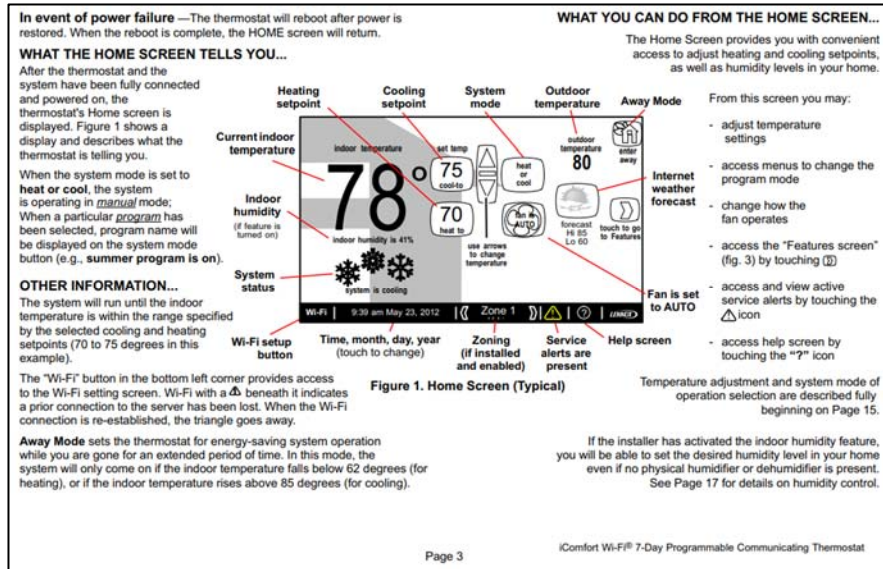 In event of power failure —The thermostat will reboot after power is
restored. When the reboot is complete, the HOME screen will return.
WHAT THE HOME SCREEN TELLS YOU...
After the thermostat and the
system have been fully connected
and powered on, the
thermostat's Home screen is
displayed. Figure 1 shows a
display and describes what the
thermostat is telling you.
When the system mode is set to
heat or cool, the system
is operating in manual mode;
When a particular program has
been selected, program name will
be displayed on the system mode
button (e.g., summer program is on).
OTHER INFORMATION...
The system will run until the indoor
temperature is within the range specified
by the selected cooling and heating
setpoints (70 to 75 degrees in this
example).
The “Wi-Fi” button in the bottom left corner provides access
to the Wi-Fi setting screen. Wi-Fi with a ⚠ beneath it indicates
a prior connection to the server has been lost. When the Wi-Fi
connection is re-established, the triangle goes away.
Away Mode sets the thermostat for energy-saving system operation
while you are gone for an extended period of time. In this mode, the
system will only come on if the indoor temperature falls below 62 degrees (for
heating), or if the indoor temperature rises above 85 degrees (for cooling).
Heating
setpoint
Cooling
setpoint
System
mode
Outdoor
temperature
Away Mode
Current indoor
temperature
Indoor
humidity
(if feature is
turned on)
System
status
Wi-Fi setup
button
indoor temperature
78°
indoor humidity is 41%
system is cooling
set temp
75
cool-to
70
heat to
use arrows
to change
temperature
heat
or
cool
fan is
AUTO
outdoor
temperature
80
forecast
Hi 85
Lo 60
enter
away
touch to go
to Features
Wi-Fi | 9:39 am May 23, 2012 | Zone 1 | ⚠ | ? | LENNOX
Internet
weather
forecast
Fan is set
to AUTO
Time, month, day, year
(touch to change)
Zoning
(if installed
and enabled)
Service
alerts are
present
Help screen
Figure 1. Home Screen (Typical)
WHAT YOU CAN DO FROM THE HOME SCREEN...
The Home Screen provides you with convenient
access to adjust heating and cooling setpoints,
as well as humidity levels in your home.
From this screen you may:
- adjust temperature
settings
- access menus to change the
program mode
- change how the
fan operates
- access the “Features screen”
(fig. 3) by touching
- access and view active
service alerts by touching the
⚠ icon
- access help screen by
touching the “?” icon
Temperature adjustment and system mode of
operation selection are described fully
beginning on Page 15.
If the installer has activated the indoor humidity feature,
you will be able to set the desired humidity level in your home
even if no physical humidifier or dehumidifier is present.
See Page 17 for details on humidity control.
Page 3
iComfort Wi-Fi® 7-Day Programmable Communicating Thermostat